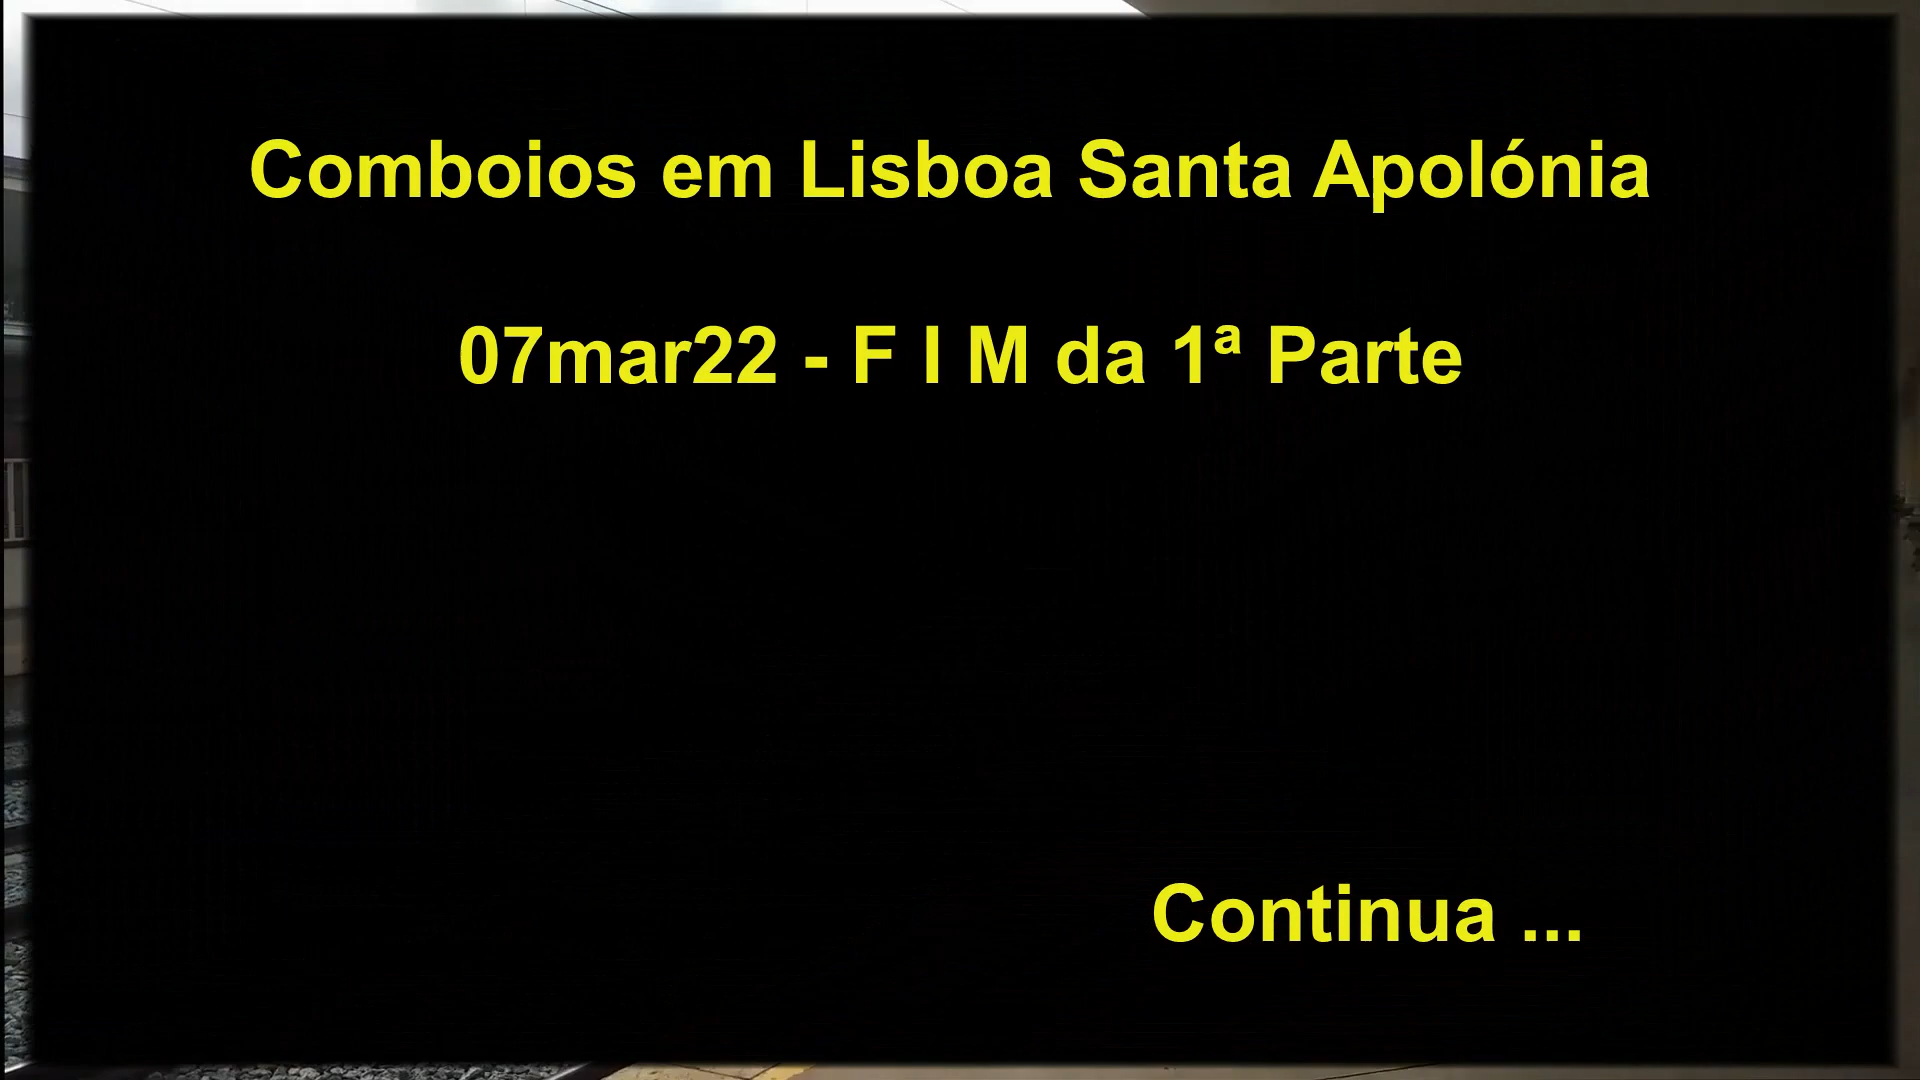 Comboios em Lisboa Santa Apolónia
07mar22 - F I M da 1ª Parte
Continua ...